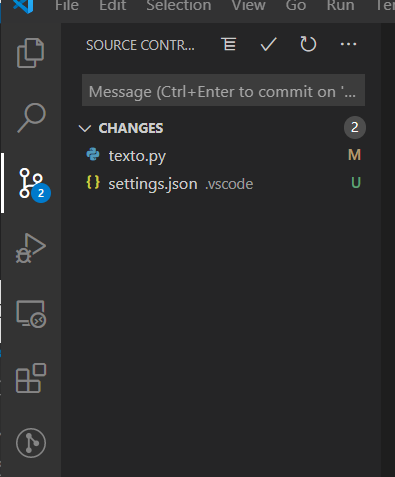 File Edit Selection View Go Run
SOURCE CONTR...
Message (Ctrl+Enter to commit on '...
CHANGES 2
texto.py M
2
{} settings.json .vscode U